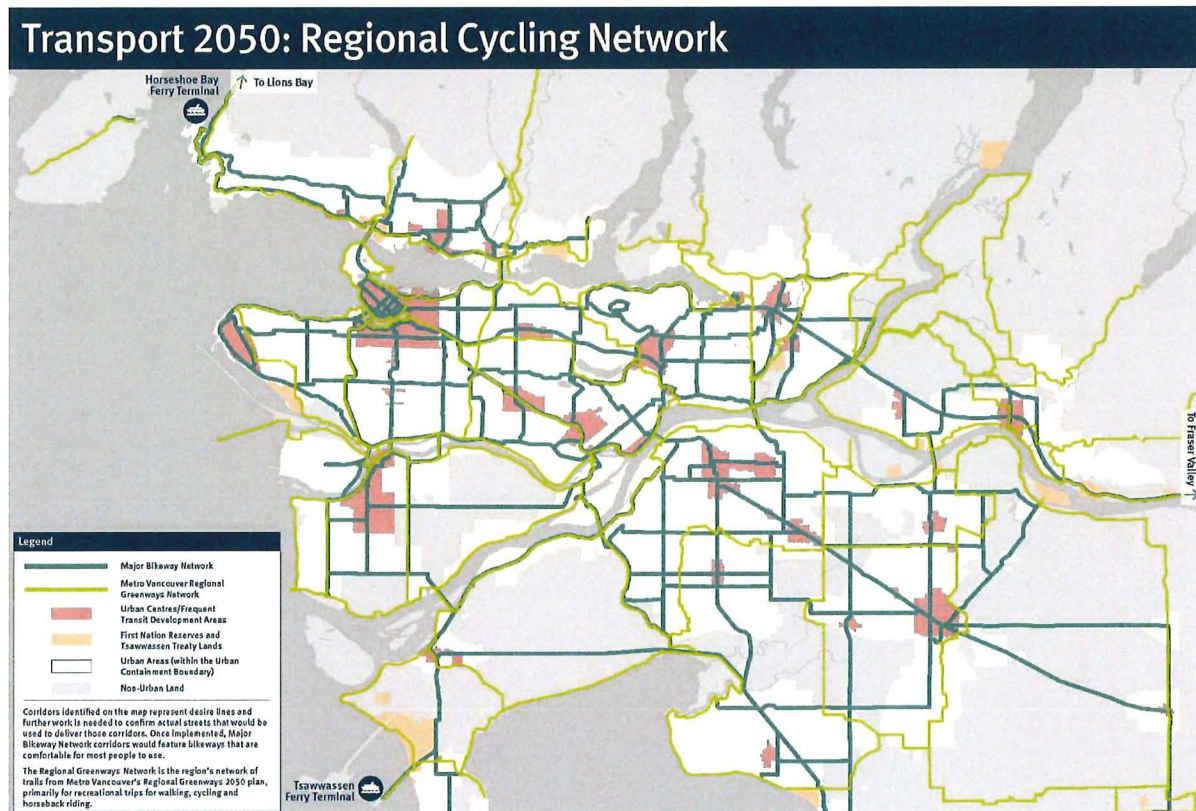 Transport 2050: Regional Cycling Network
Horseshoe Bay
Ferry Terminal
↑ To Lions Bay
To Fraser Valley →
Legend
Major Bikeway Network
Metro Vancouver Regional
Greenways Network
Urban Centres/Frequent
Transit Development Areas
First Nation Reserves and
Tsawwassen Treaty Lands
Urban Areas (within the Urban
Containment Boundary)
Non-Urban Land
Corridors identified on the map represent desire lines and
further work is needed to confirm actual streets that would be
used to deliver those corridors. Once implemented, Major
Bikeway Network corridors would feature bikeways that are
comfortable for most people to use.
The Regional Greenways Network is the region's network of
trails from Metro Vancouver's Regional Greenways 2050 plan,
primarily for recreational trips for walking, cycling and
horseback riding.
Tsawwassen
Ferry Terminal